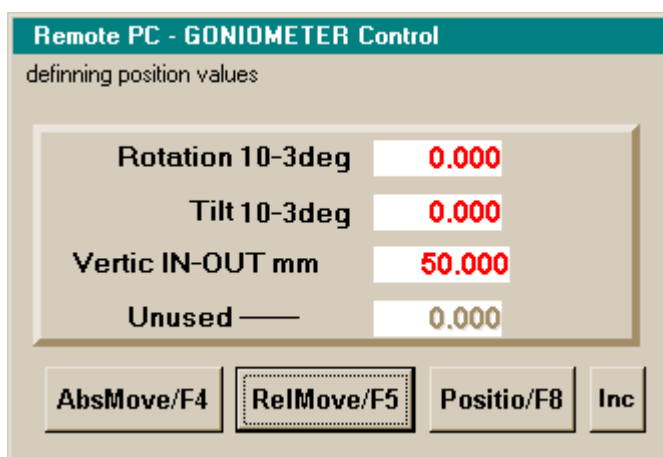 Remote PC - GONIOMETER Control
definning position values
Rotation 10-3deg 0.000
Tilt 10-3deg 0.000
Vertic IN-OUT mm 50.000
Unused —— 0.000
AbsMove/F4 RelMove/F5 Positio/F8 Inc